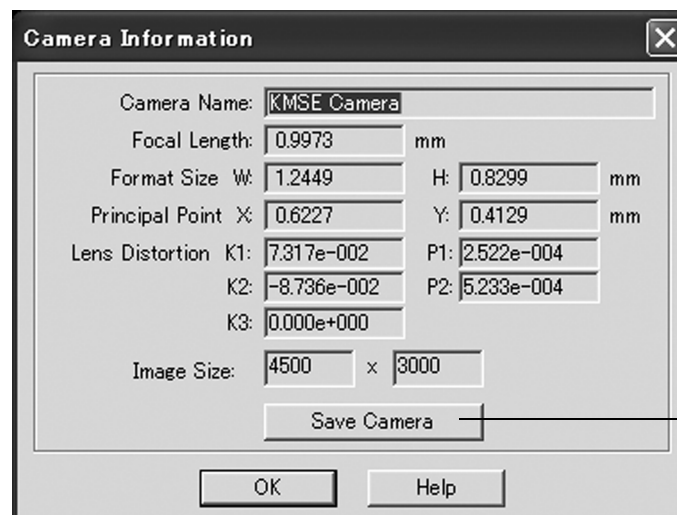 Camera Information
Camera Name: KMSE Camera
Focal Length: 0.9973 mm
Format Size W: 1.2449 H: 0.8299 mm
Principal Point X: 0.6227 Y: 0.4129 mm
Lens Distortion K1: 7.317e-002 P1: 2.522e-004
K2: -8.736e-002 P2: 5.233e-004
K3: 0.000e+000
Image Size: 4500 x 3000
Save Camera
OK Help